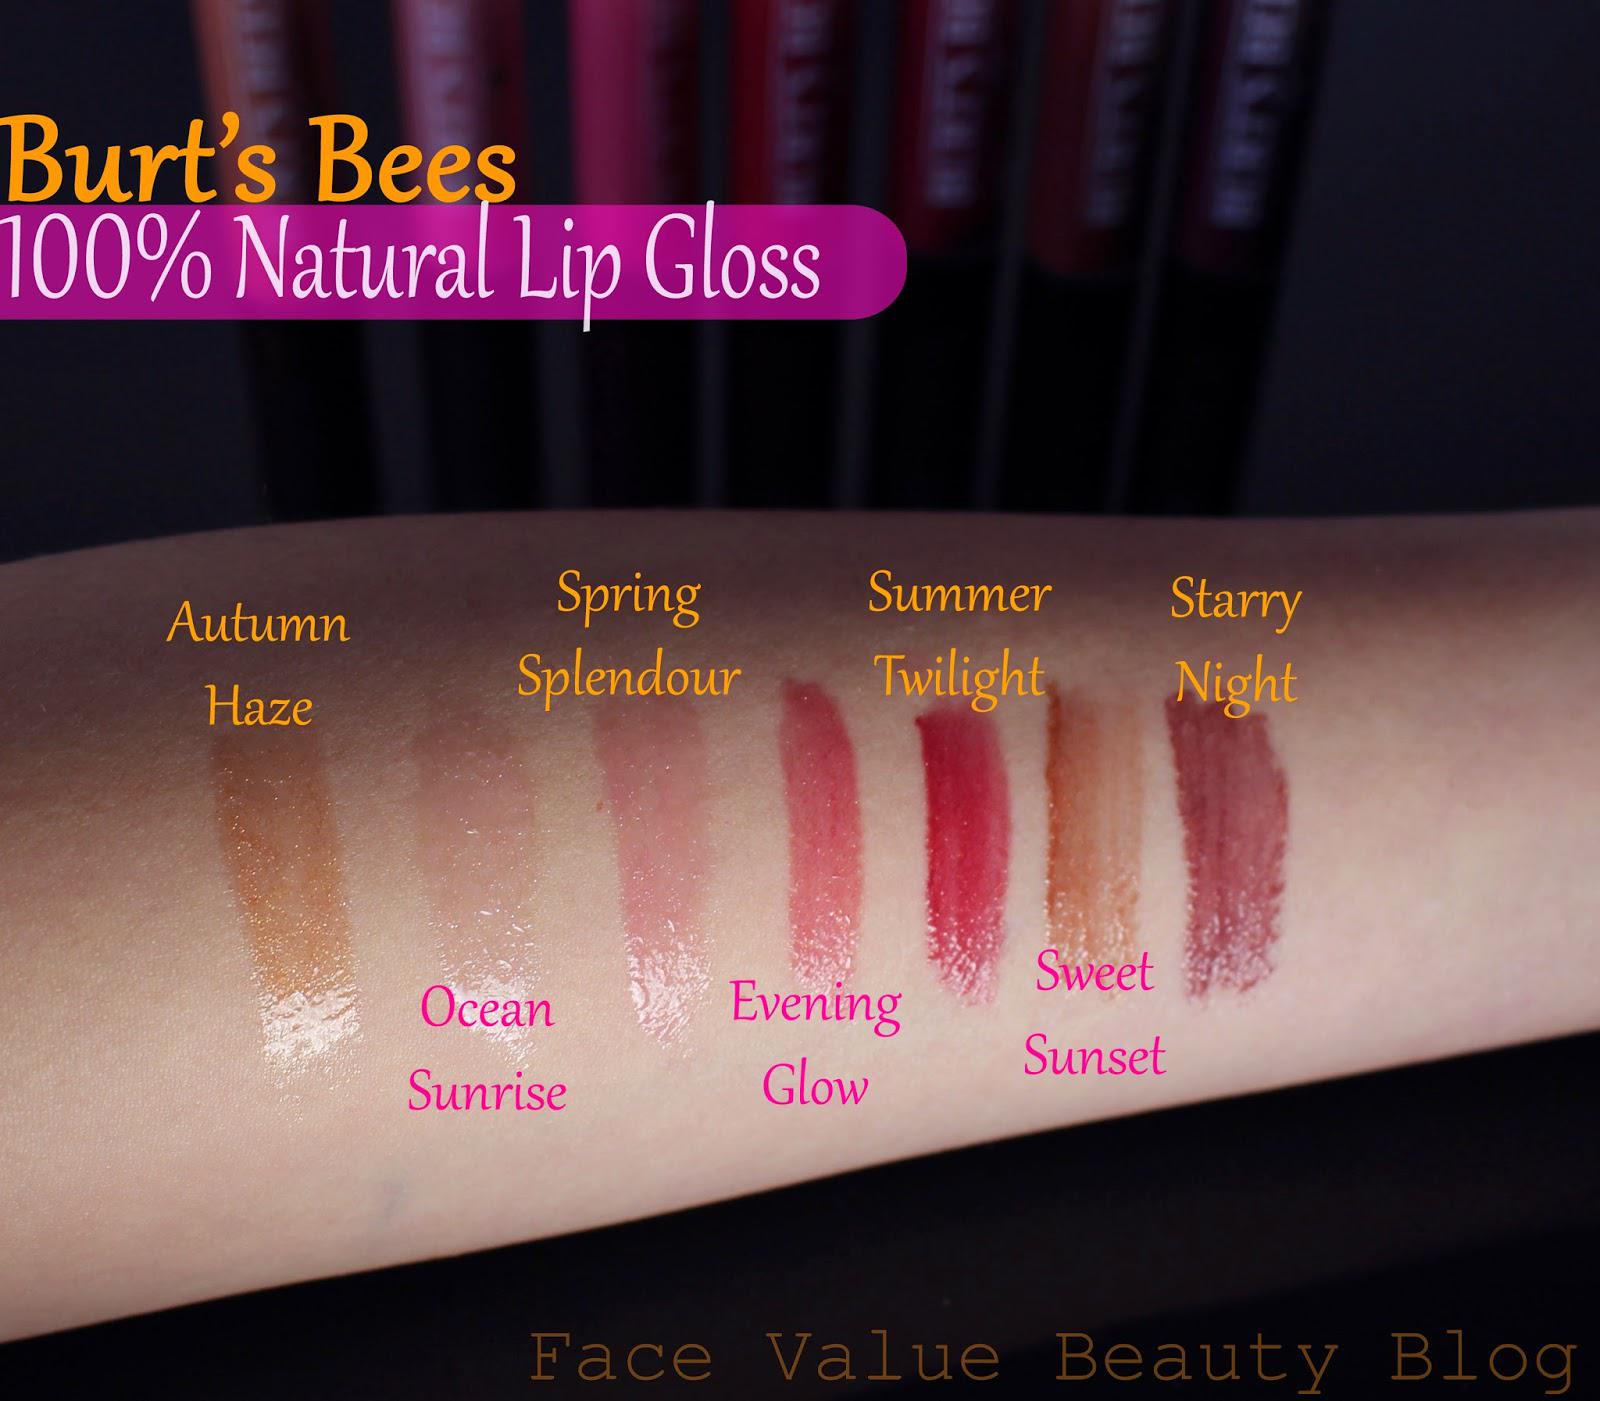 Burt's Bees
100% Natural Lip Gloss
Autumn
Haze
Ocean
Sunrise
Spring
Splendour
Evening
Glow
Summer
Twilight
Sweet
Sunset
Starry
Night
Face Value Beauty Blog